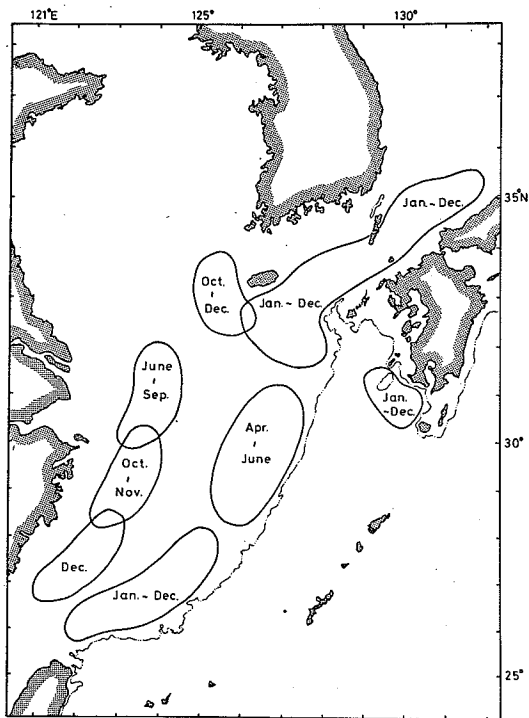 121°E
125°
130°
Jan. ~ Dec.
35°N
Oct.
~
Dec.
Jan. ~ Dec.
June
~
Sep.
Jan.
~Dec.
Apr.
~
June
30°
Oct.
~
Nov.
Dec.
Jan. ~ Dec.
25°